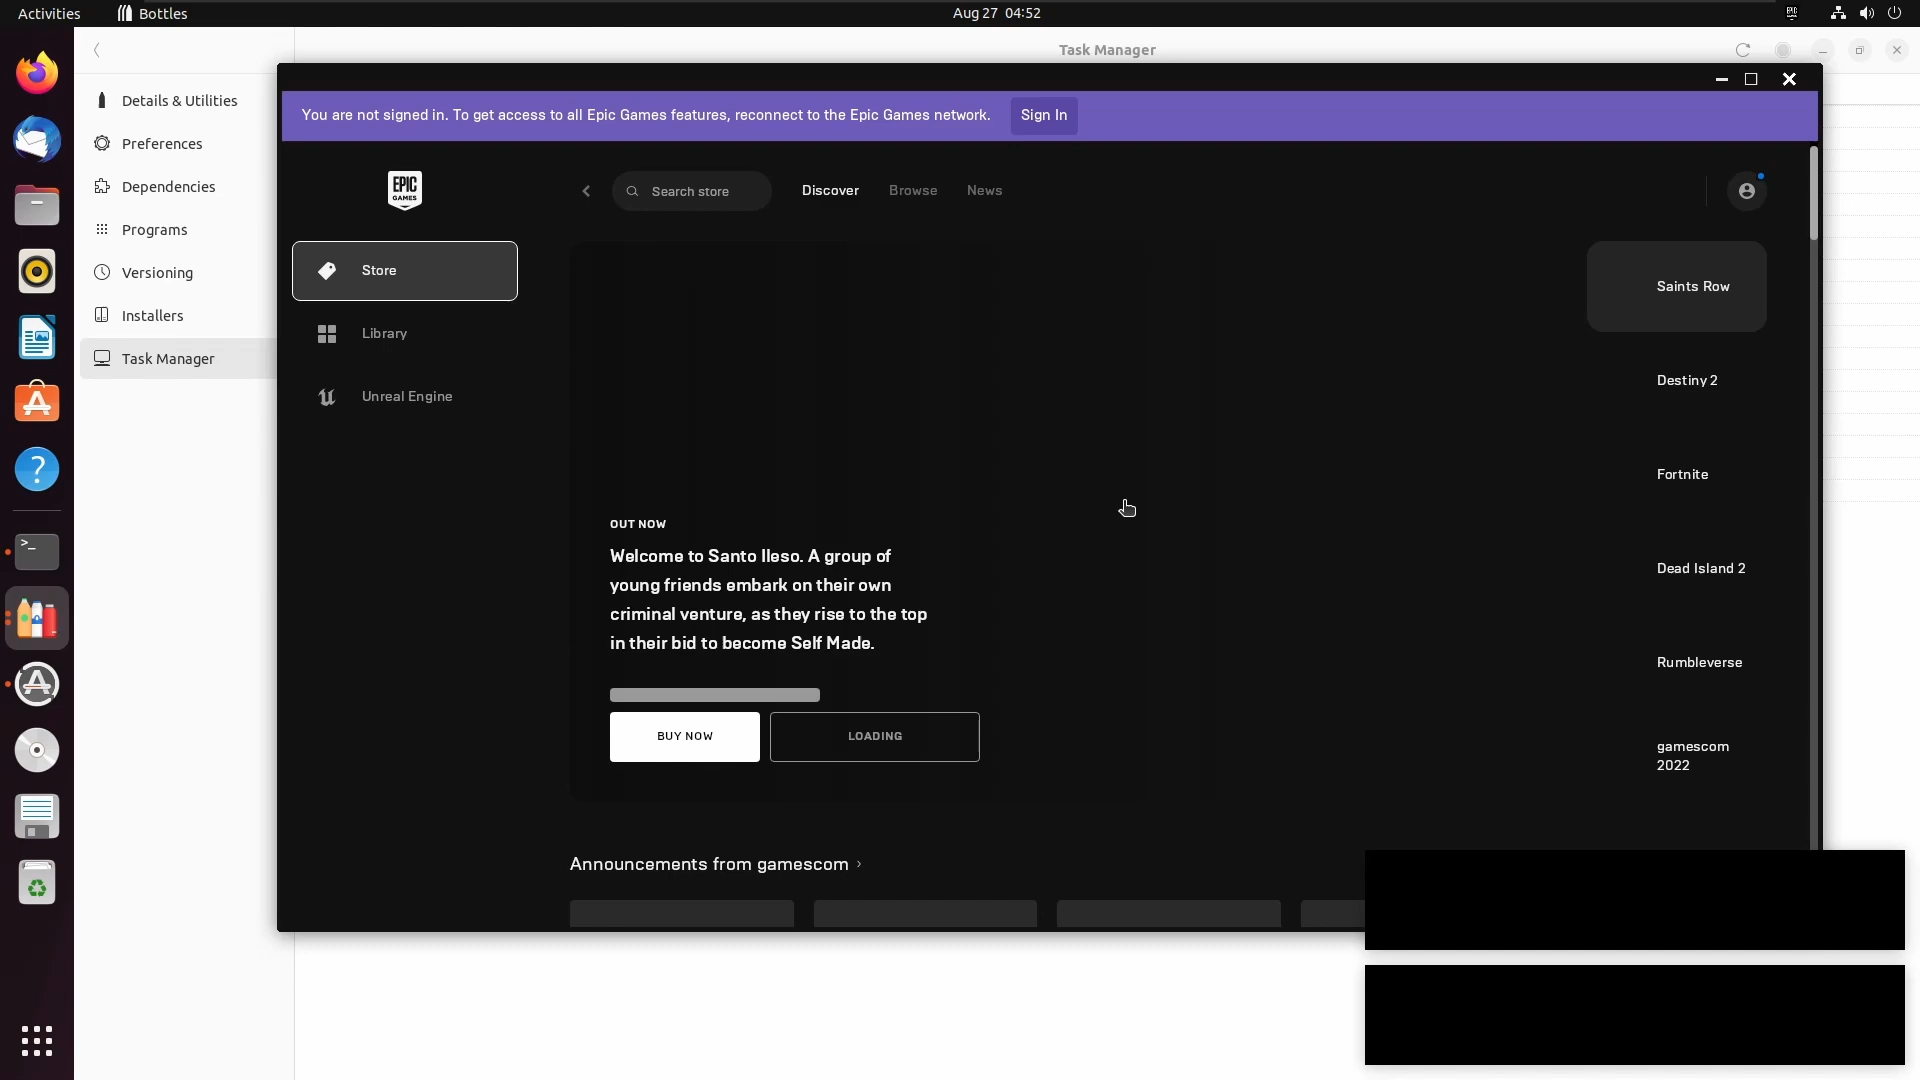 Activities
Bottles
Aug 27 04:52
Task Manager
Details & Utilities
Preferences
Dependencies
Programs
Versioning
Installers
Task Manager
You are not signed in. To get access to all Epic Games features, reconnect to the Epic Games network.
Sign In
EPIC
GAMES
Search store
Discover
Browse
News
Store
Library
Unreal Engine
OUT NOW
Welcome to Santo Ileso. A group of
young friends embark on their own
criminal venture, as they rise to the top
in their bid to become Self Made.
BUY NOW
LOADING
Saints Row
Destiny 2
Fortnite
Dead Island 2
Rumbleverse
gamescom
2022
Announcements from gamescom